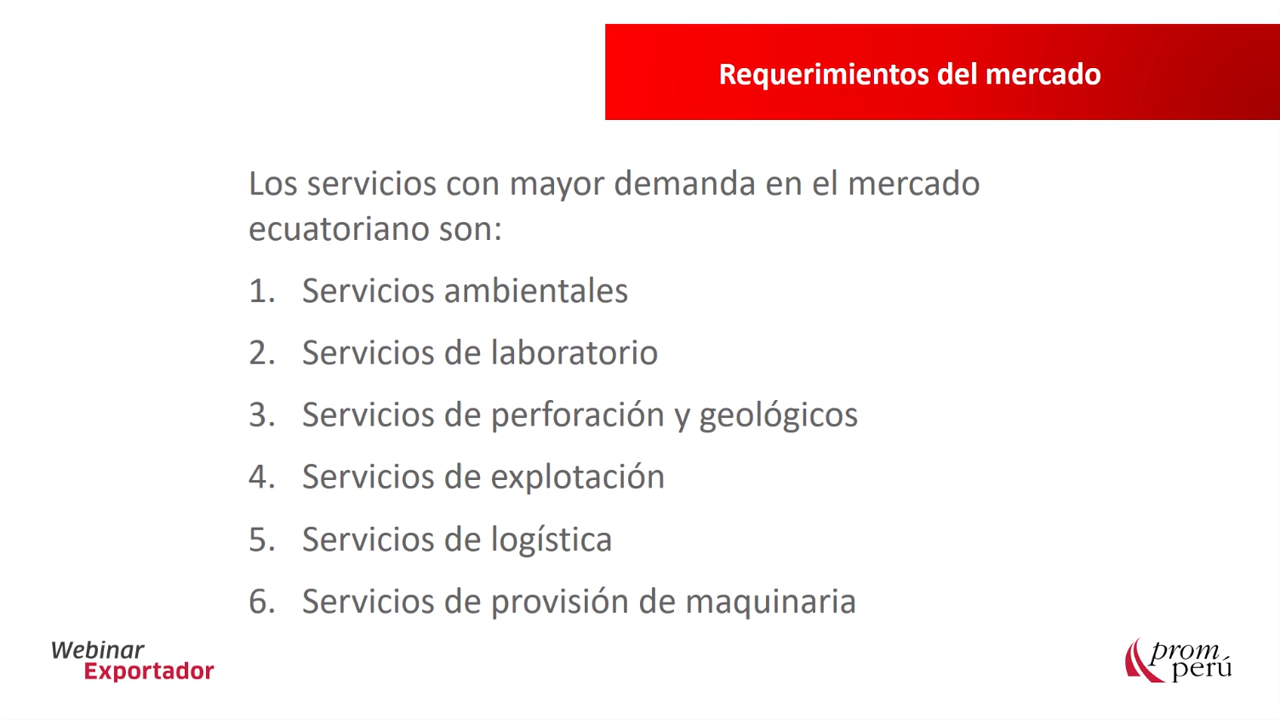 Requerimientos del mercado
Los servicios con mayor demanda en el mercado
ecuatoriano son:
1. Servicios ambientales
2. Servicios de laboratorio
3. Servicios de perforación y geológicos
4. Servicios de explotación
5. Servicios de logística
6. Servicios de provisión de maquinaria
Webinar
Exportador
prom
perú